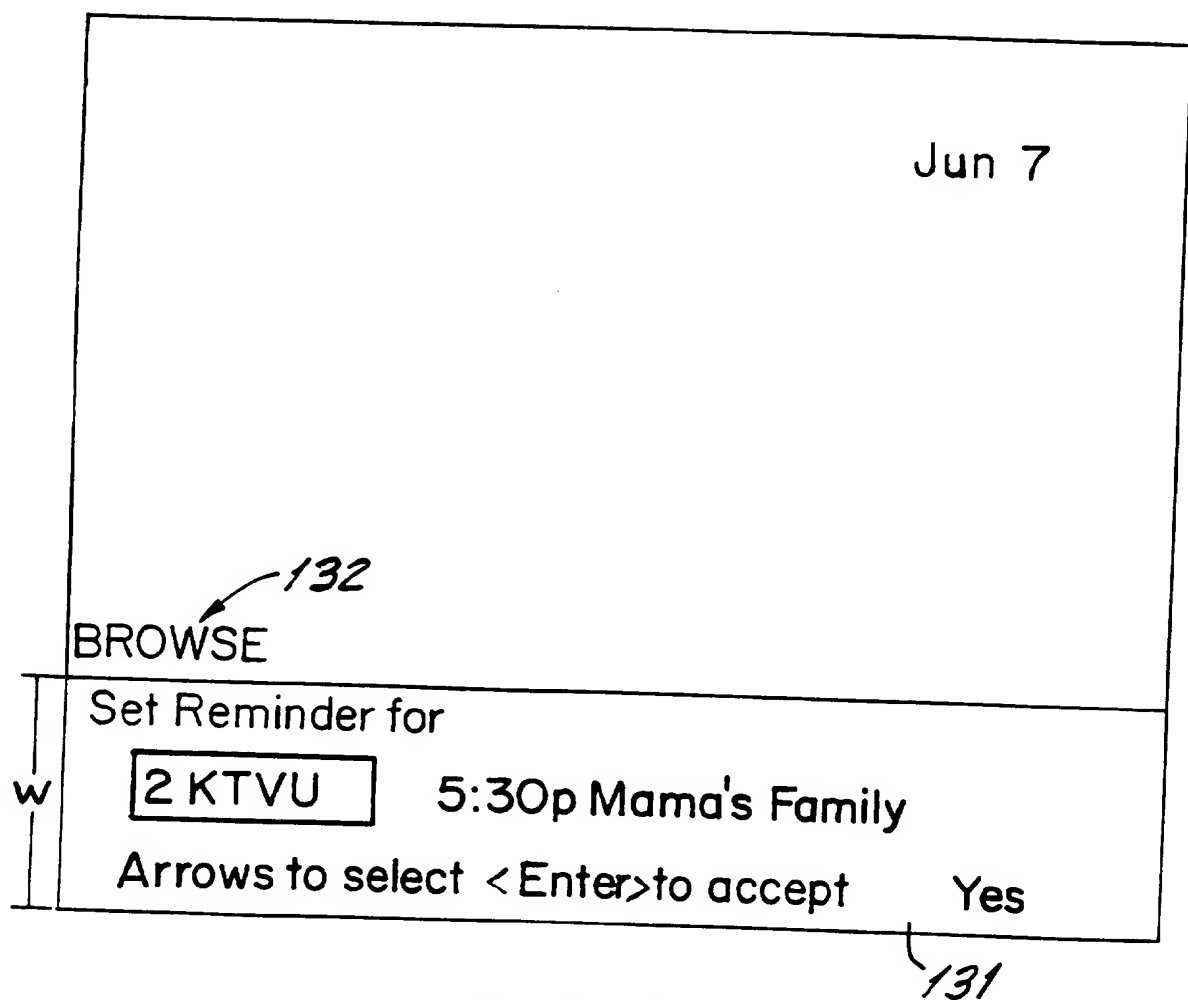 Jun 7
132
BROWSE
Set Reminder for
W
2 KTVU 5:30p Mama's Family
Arrows to select <Enter>to accept Yes
131